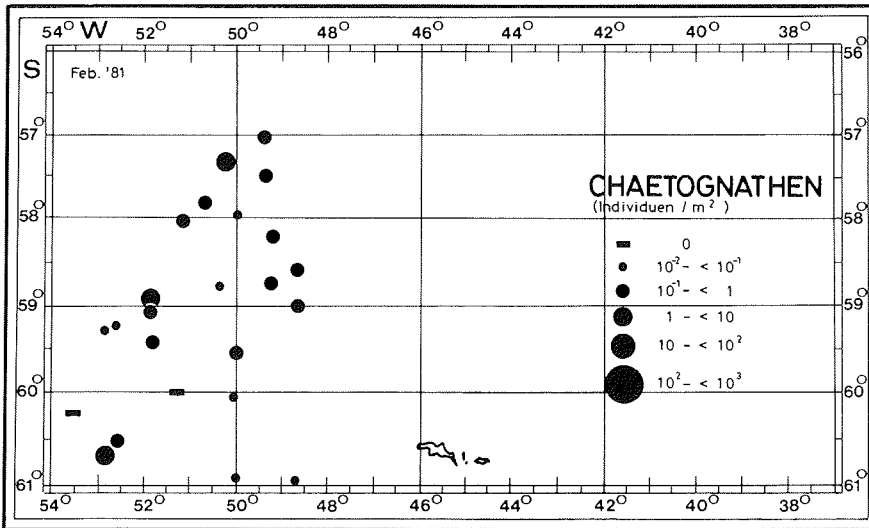 54° W 52° 50° 48° 46° 44° 42° 40° 38° 56°
S Feb. '81
57° 57°
CHAETOGNATHEN
(Individuen / m²)
58° 58°
0
10⁻² - < 10⁻¹
59° 10⁻¹ - < 1 59°
1 - < 10
10 - < 10²
60° 10² - < 10³ 60°
61° 61°
54° 52° 50° 48° 46° 44° 42° 40° 38°